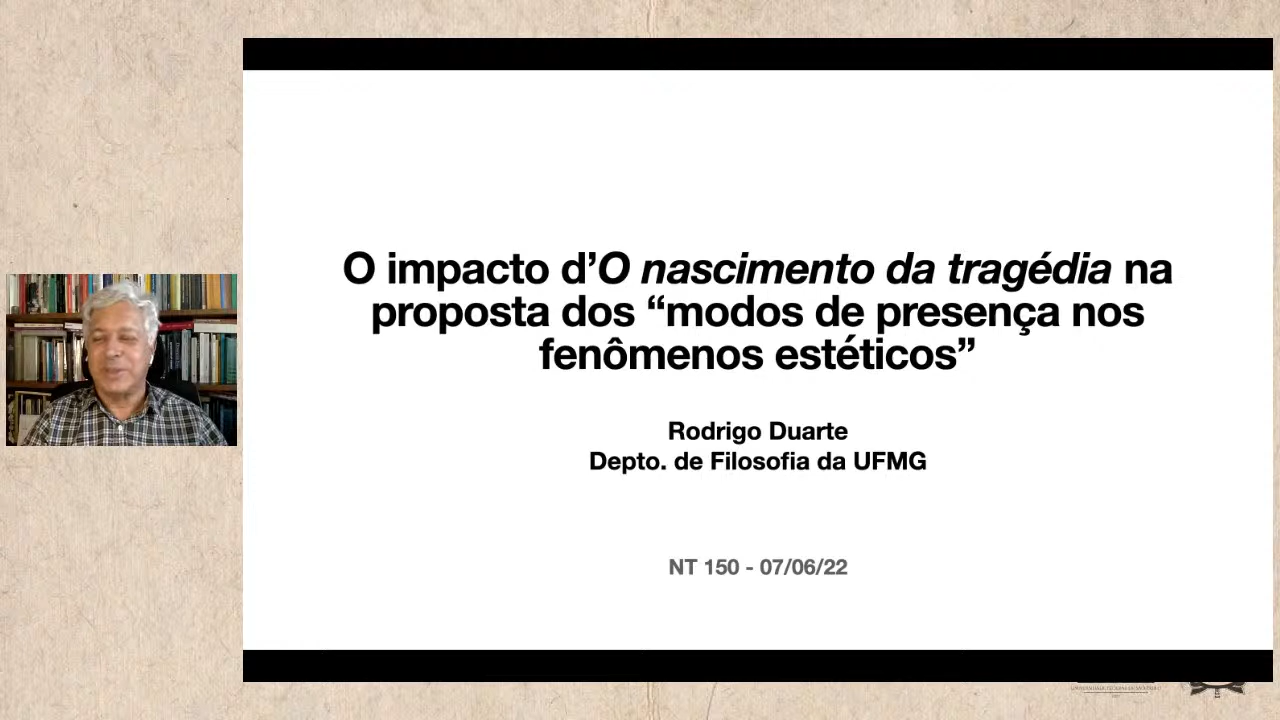 O impacto d’O nascimento da tragédia na
proposta dos “modos de presença nos
fenômenos estéticos”
Rodrigo Duarte
Depto. de Filosofia da UFMG
NT 150 - 07/06/22